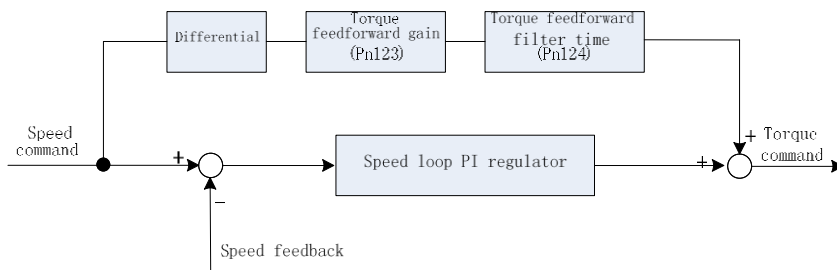 Differential
Torque
feedforward gain
(Pn123)
Torque feedforward
filter time
(Pn124)
Speed
command
+
−
Speed loop PI regulator
+
+
Torque
command
Speed feedback